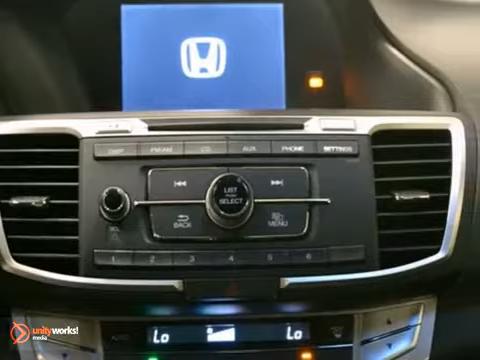 FM/AM CD AUX PHONE SETTINGS
LIST
SELECT
BACK MENU
1 2 3 4 5 6
Lo Lo
AUTO
unityworks!
media